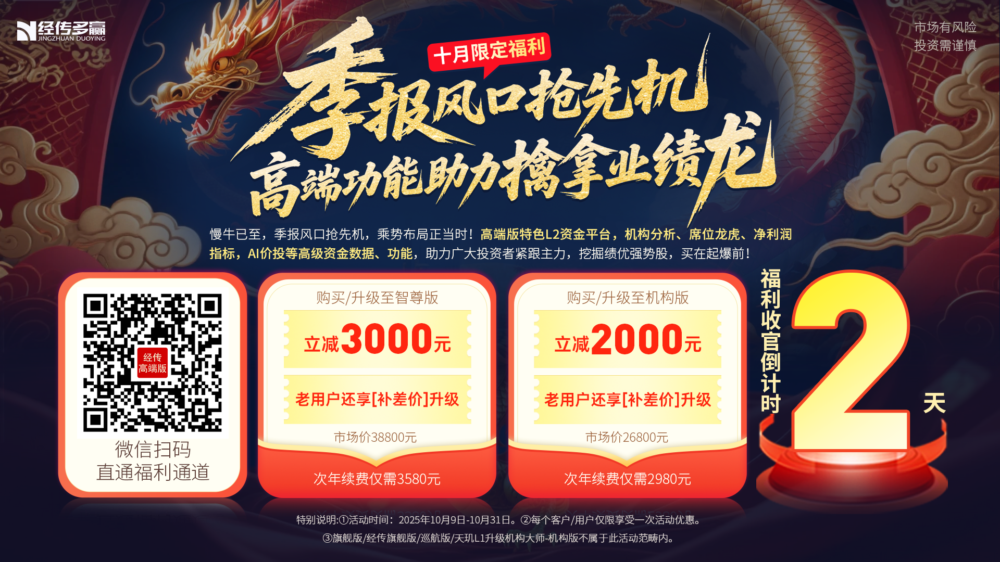 经传多赢
JINGZHUAN DUOYING
市场有风险
投资需谨慎
十月限定福利
季报风口抢先机
高端功能助力擒拿业绩龙
慢牛已至，季报风口抢先机，乘势布局正当时！高端版特色L2资金平台，机构分析、席位龙虎、净利润
指标，AI价投等高级资金数据、功能，助力广大投资者紧跟主力，挖掘绩优强势股，买在起爆前！
经传
高端版
微信扫码
直通福利通道
购买/升级至智尊版
立减3000元
老用户还享[补差价]升级
市场价38800元
次年续费仅需3580元
购买/升级至机构版
立减2000元
老用户还享[补差价]升级
市场价26800元
次年续费仅需2980元
福利收官倒计时
2天
特别说明:①活动时间：2025年10月9日-10月31日。②每个客户/用户仅限享受一次活动优惠。
③旗舰版/经传旗舰版/巡航版/天玑L1升级机构大师-机构版不属于此活动范畴内。